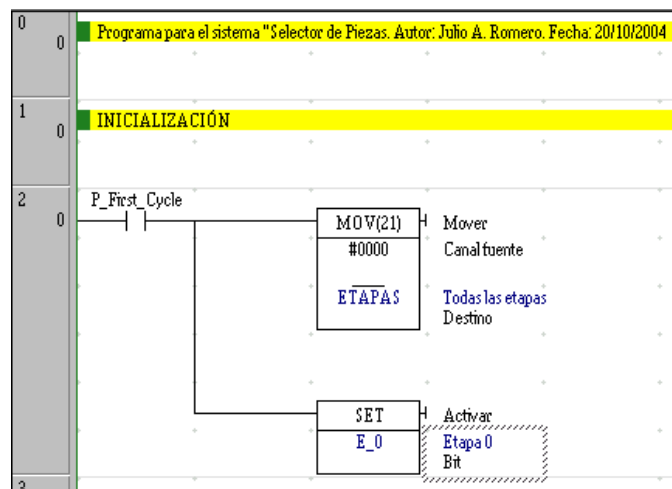 0
0
Programa para el sistema "Selector de Piezas. Autor: Julio A. Romero. Fecha: 20/10/2004
1
0
INICIALIZACIÓN
2
0
P_First_Cycle
MOV(21) Mover
#0000 Canal fuente
ETAPAS Todas las etapas
Destino
SET Activar
E_0 Etapa 0
Bit
3